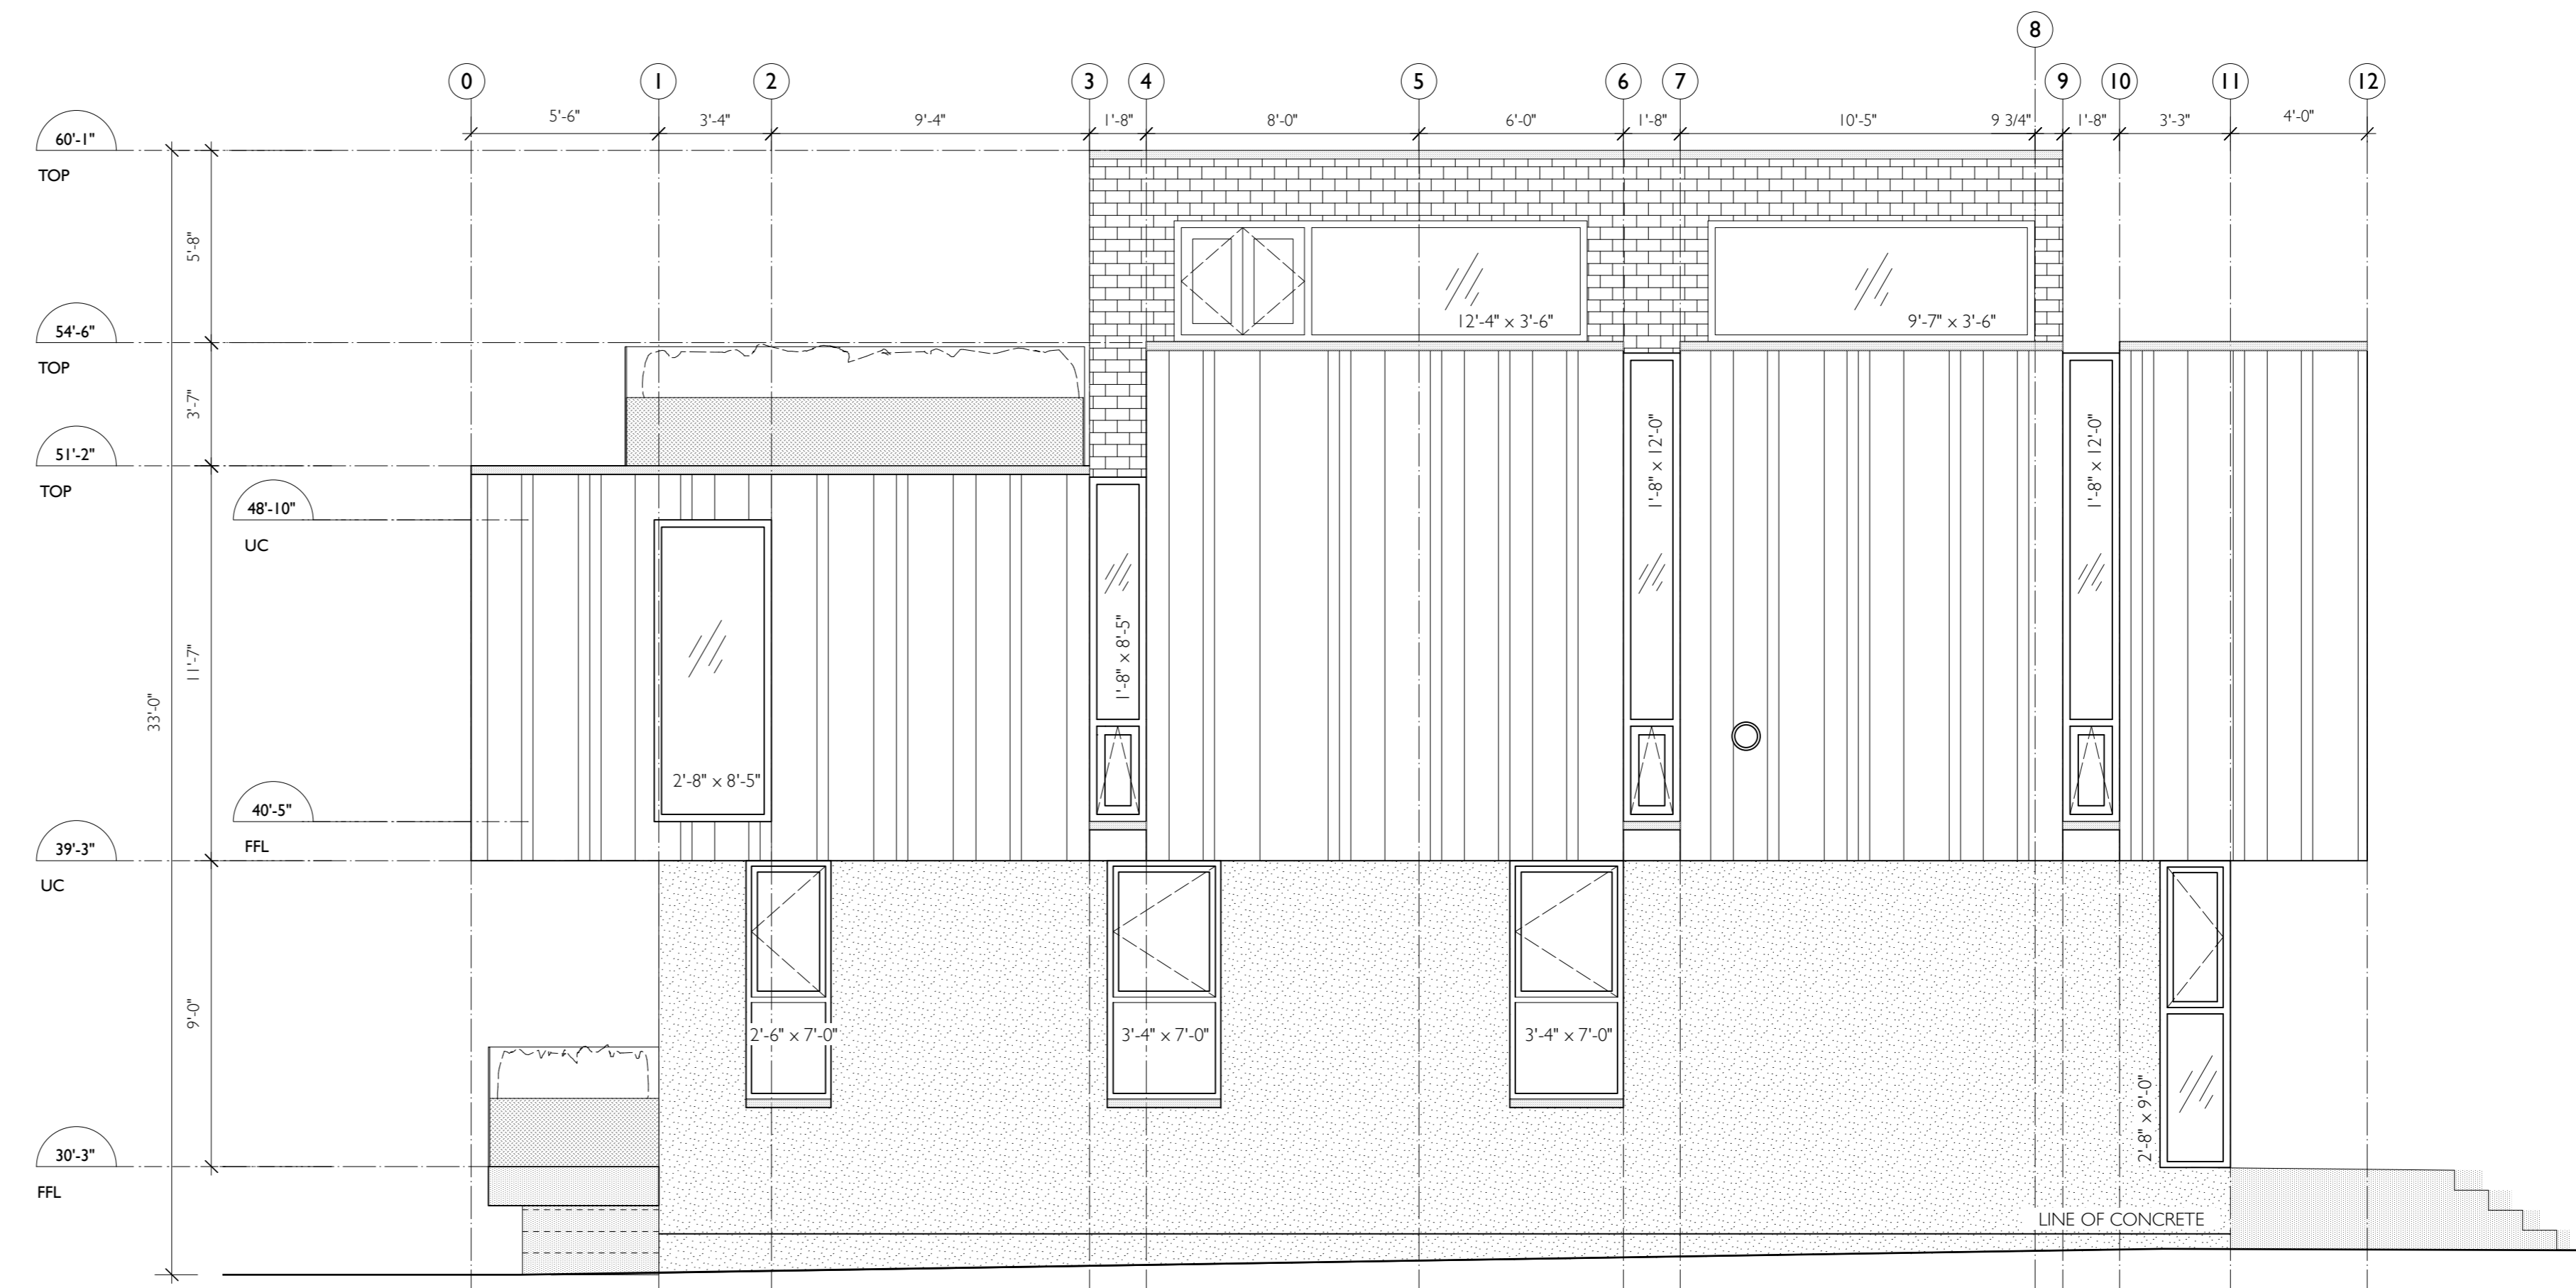 8
0 1 2 3 4 5 6 7 9 10 11 12
5'-6" 3'-4" 9'-4" 1'-8" 8'-0" 6'-0" 1'-8" 10'-5" 9 3/4" 1'-8" 3'-3" 4'-0"
60'-1"
TOP
5'-8"
12'-4" x 3'-6"
9'-7" x 3'-6"
54'-6"
TOP
3'-7"
51'-2"
TOP
1'-8" x 12'-0"
1'-8" x 12'-0"
48'-10"
UC
11'-7"
33'-0"
1'-8" x 8'-5"
2'-8" x 8'-5"
40'-5"
FFL
39'-3"
UC
9'-0"
2'-6" x 7'-0"
3'-4" x 7'-0"
3'-4" x 7'-0"
2'-8" x 9'-0"
30'-3"
FFL
LINE OF CONCRETE